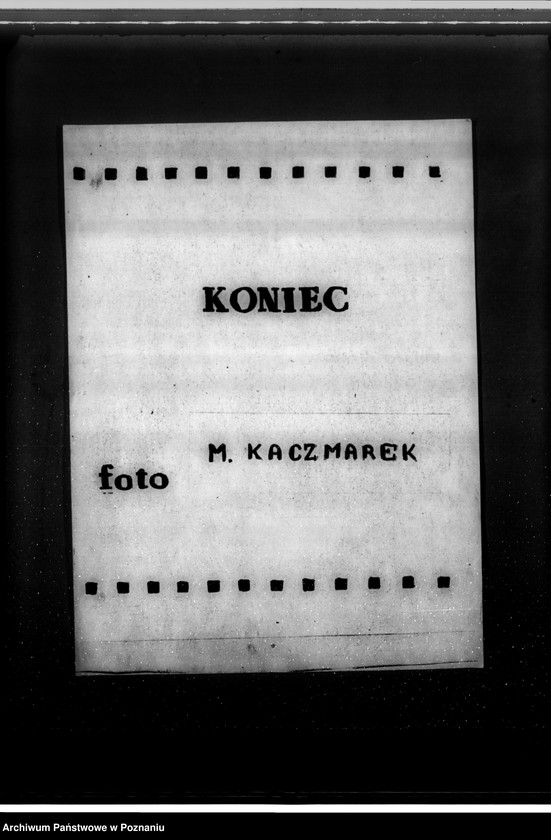 KONIEC
M. KACZMAREK
foto
Archiwum Państwowe w Poznaniu